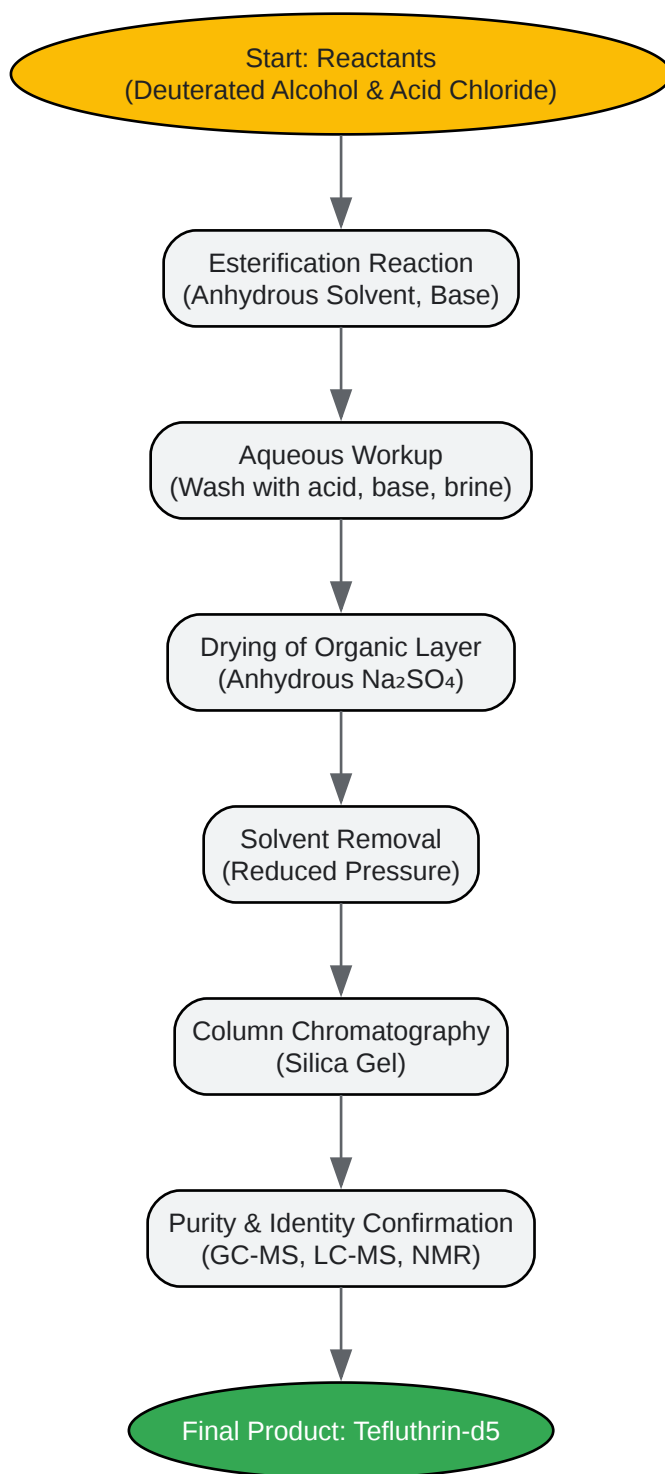 Start: Reactants
(Deuterated Alcohol & Acid Chloride)
Esterification Reaction
(Anhydrous Solvent, Base)
Aqueous Workup
(Wash with acid, base, brine)
Drying of Organic Layer
(Anhydrous Na₂SO₄)
Solvent Removal
(Reduced Pressure)
Column Chromatography
(Silica Gel)
Purity & Identity Confirmation
(GC-MS, LC-MS, NMR)
Final Product: Tefluthrin-d5